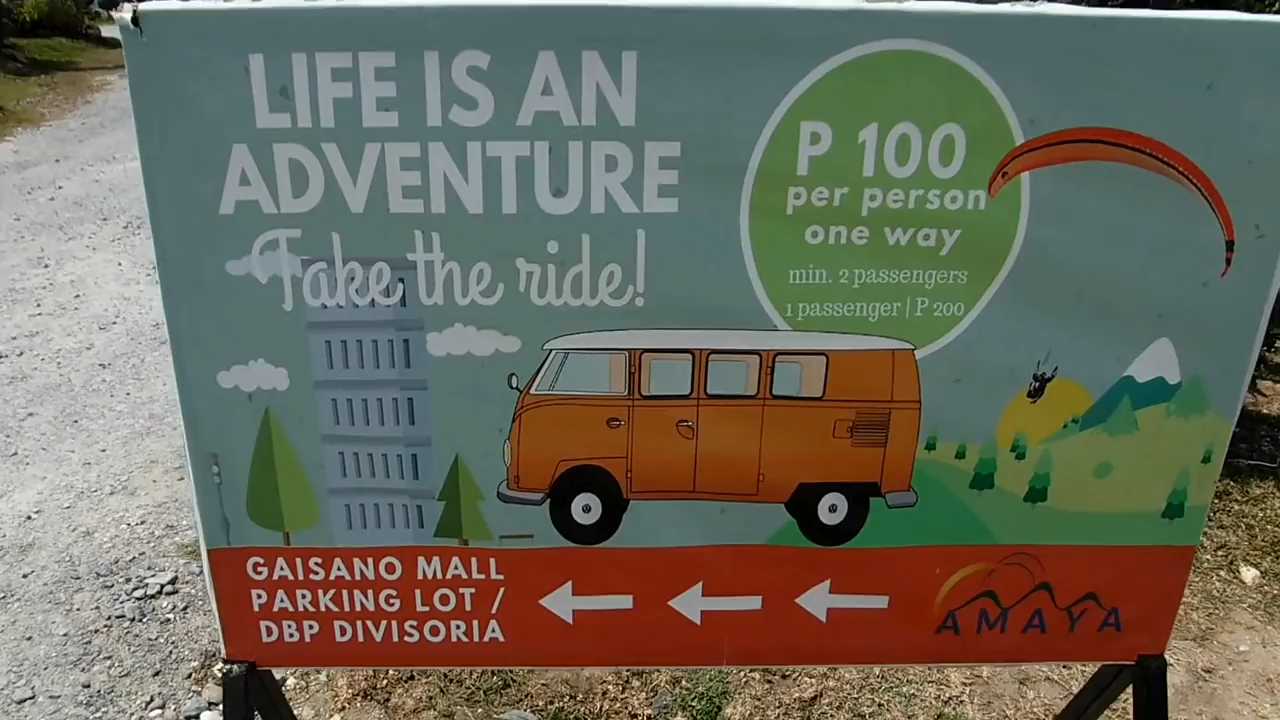 LIFE IS AN
ADVENTURE
Take the ride!
P 100
per person
one way
min. 2 passengers
1 passenger | P 200
GAISANO MALL
PARKING LOT /
DBP DIVISORIA
AMAYA